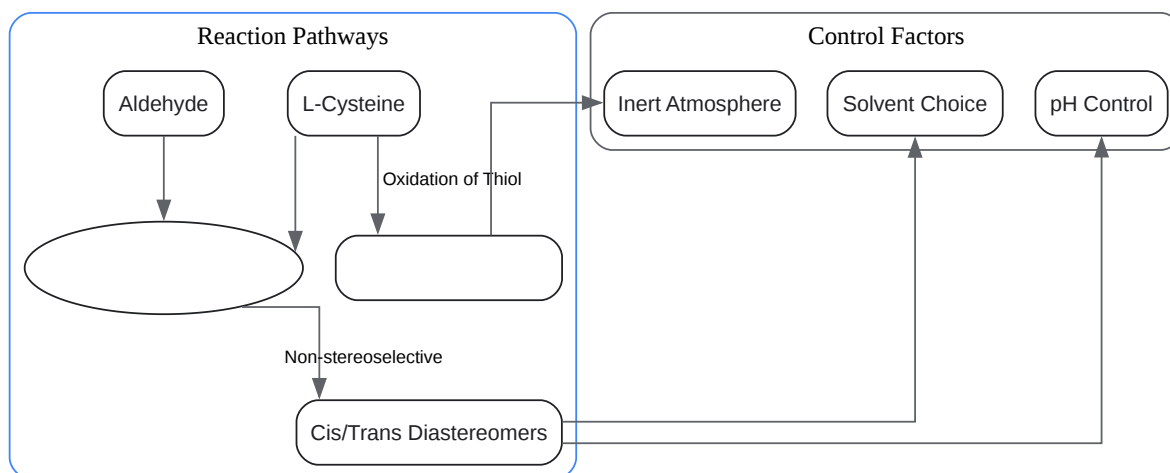 Reaction Pathways
Control Factors
Aldehyde
L-Cysteine
Inert Atmosphere
Solvent Choice
pH Control
Oxidation of Thiol
Non-stereoselective
Cis/Trans Diastereomers